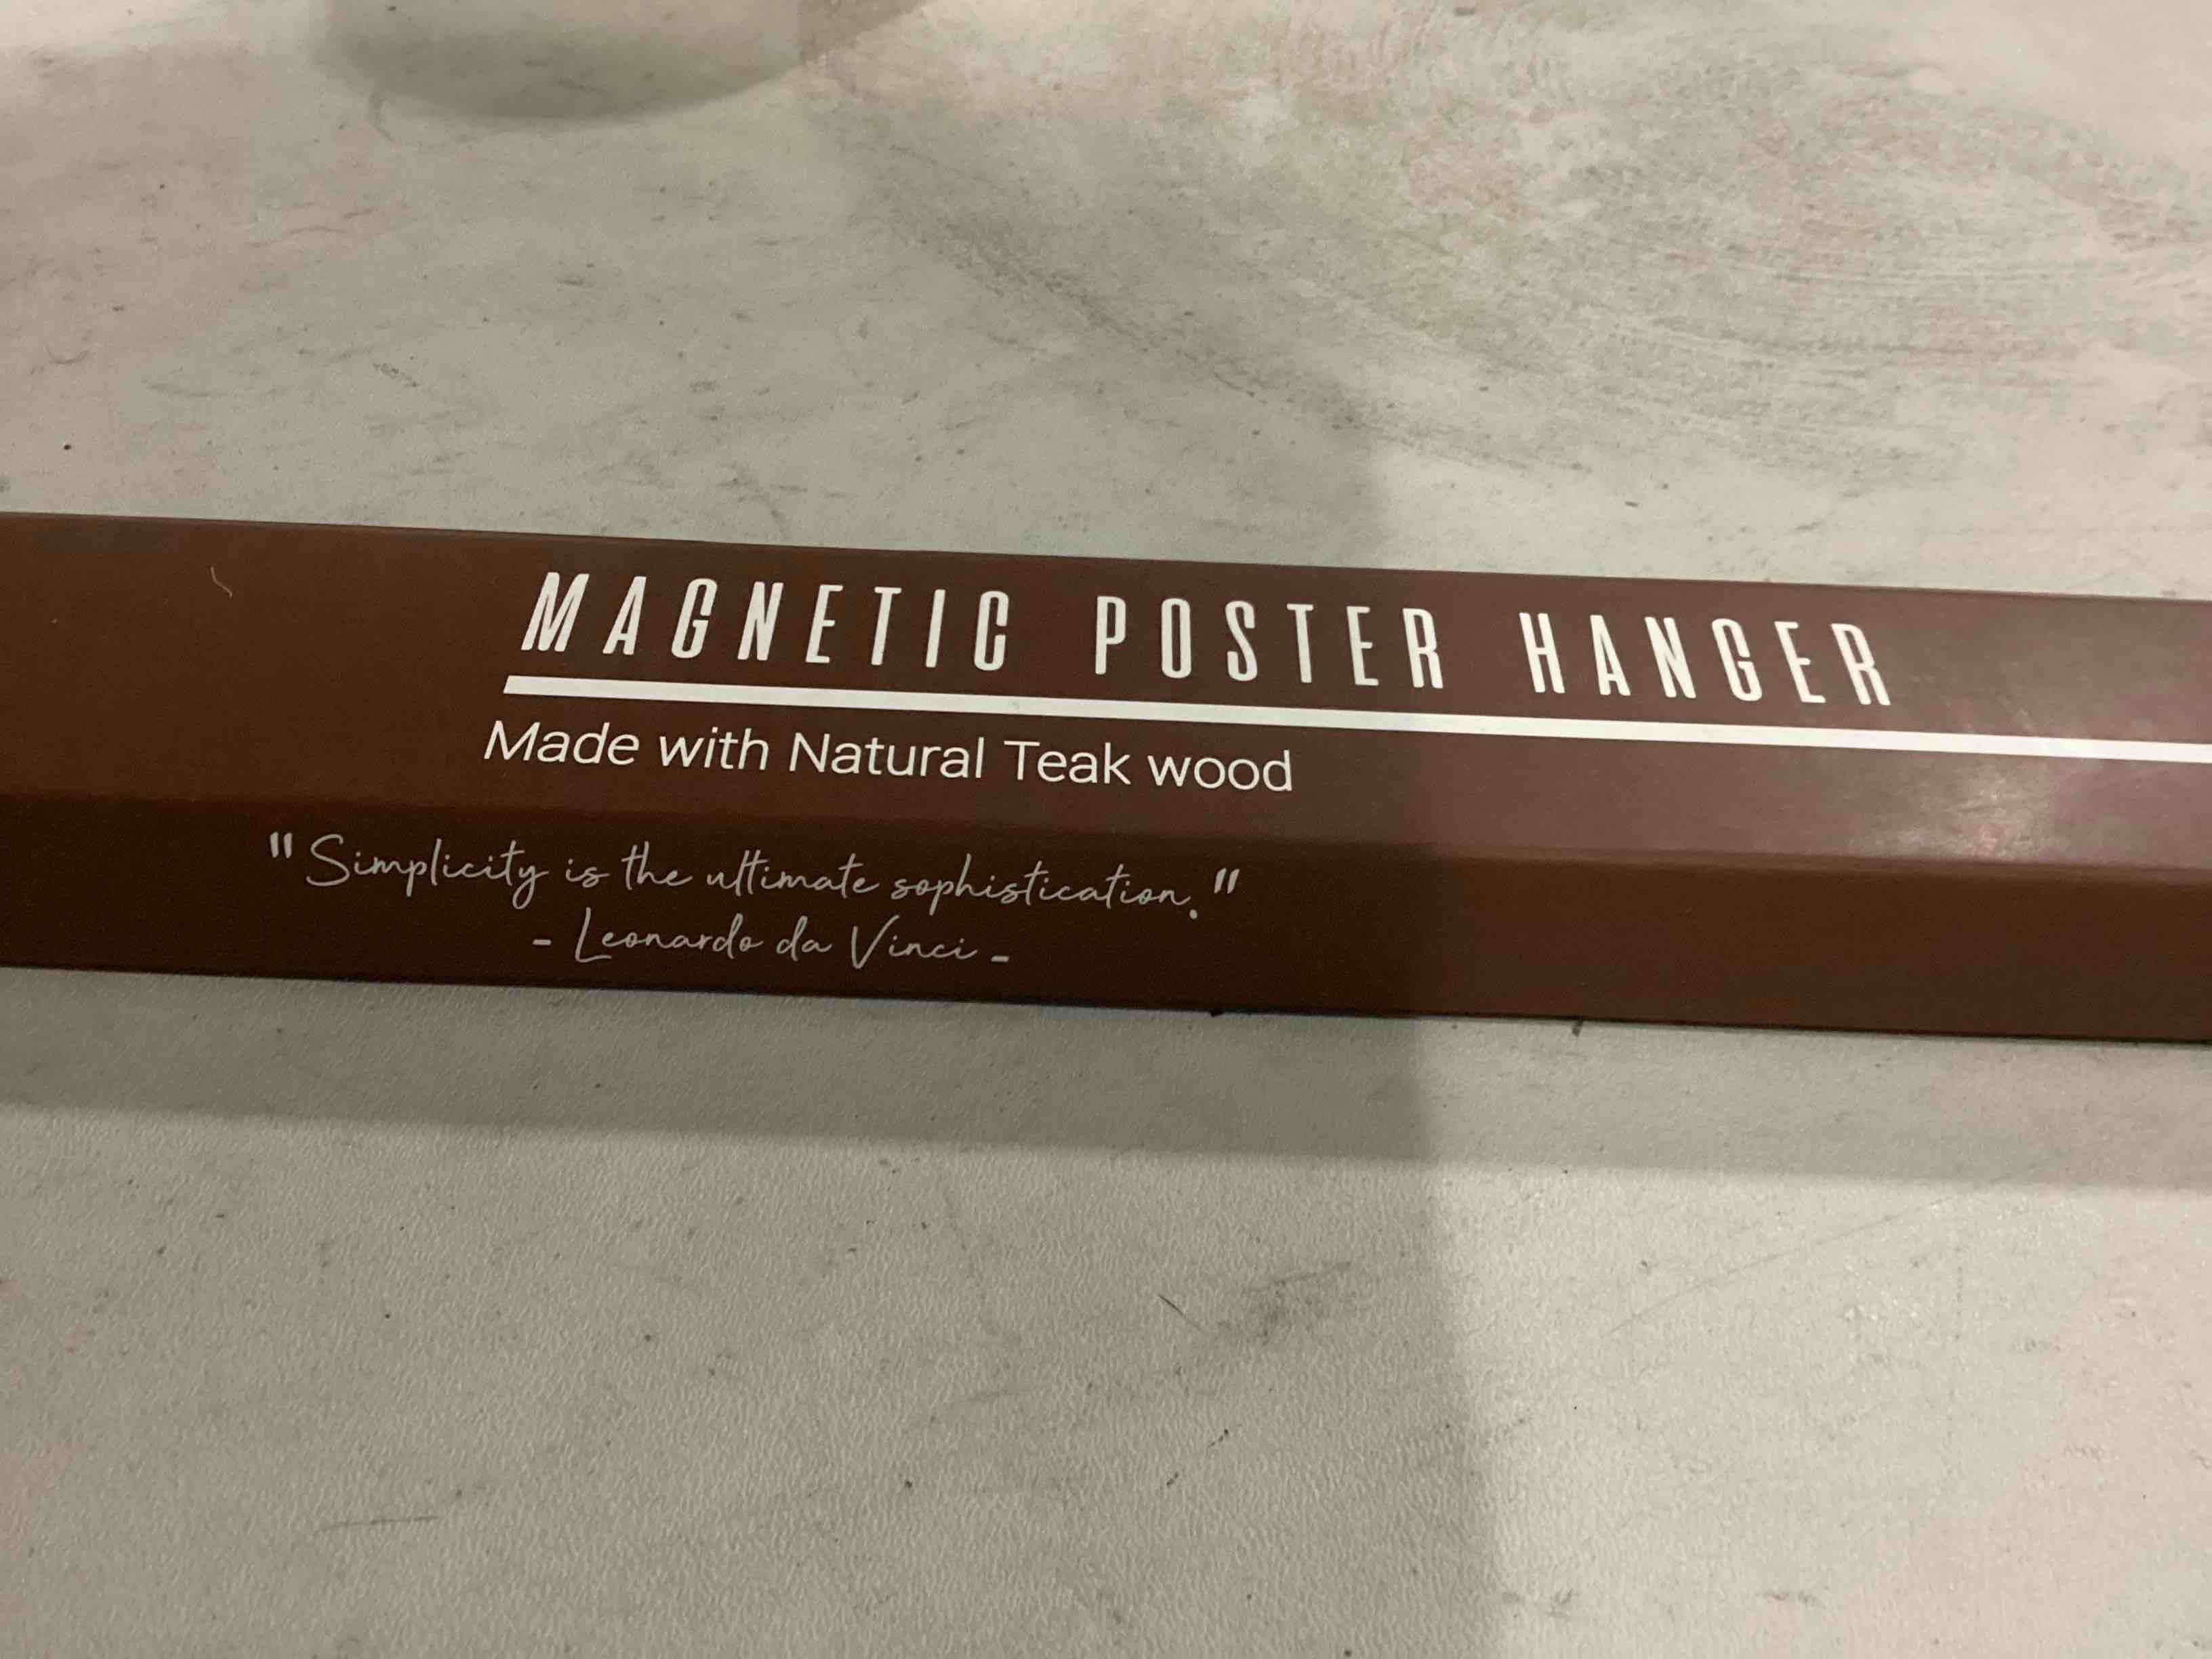 MAGNETIC POSTER HANGER
Made with Natural Teak wood
"Simplicity is the ultimate sophistication."
- Leonardo da Vinci -